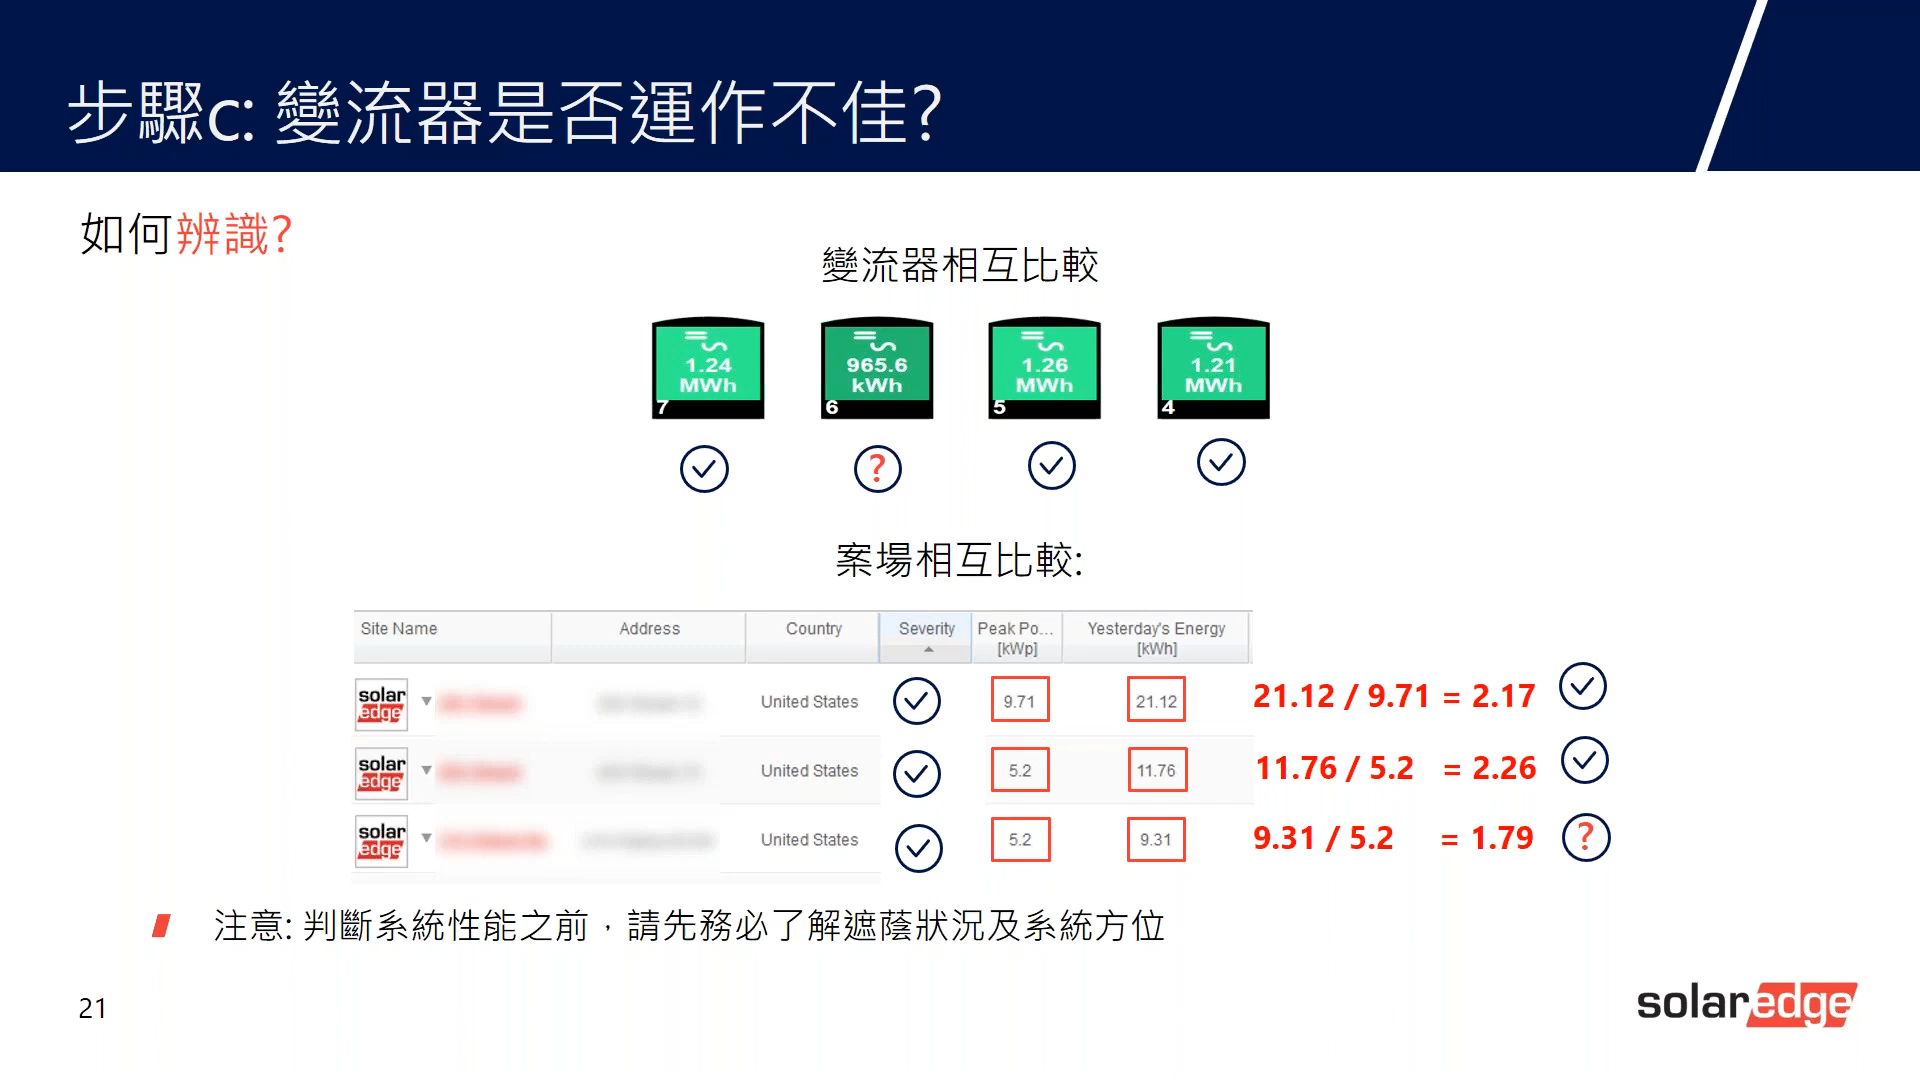 步驟c: 變流器是否運作不佳?
如何辨識?
變流器相互比較
1.24
MWh
7
965.6
kWh
6
1.26
MWh
5
1.21
MWh
4
?
案場相互比較:
Site Name Address Country Severity Peak Po... [kWp] Yesterday's Energy [kWh]
solar edge United States 9.71 21.12 21.12 / 9.71 = 2.17
solar edge United States 5.2 11.76 11.76 / 5.2 = 2.26
solar edge United States 5.2 9.31 9.31 / 5.2 = 1.79 ?
注意: 判斷系統性能之前，請先務必了解遮蔭狀況及系統方位
21
solaredge